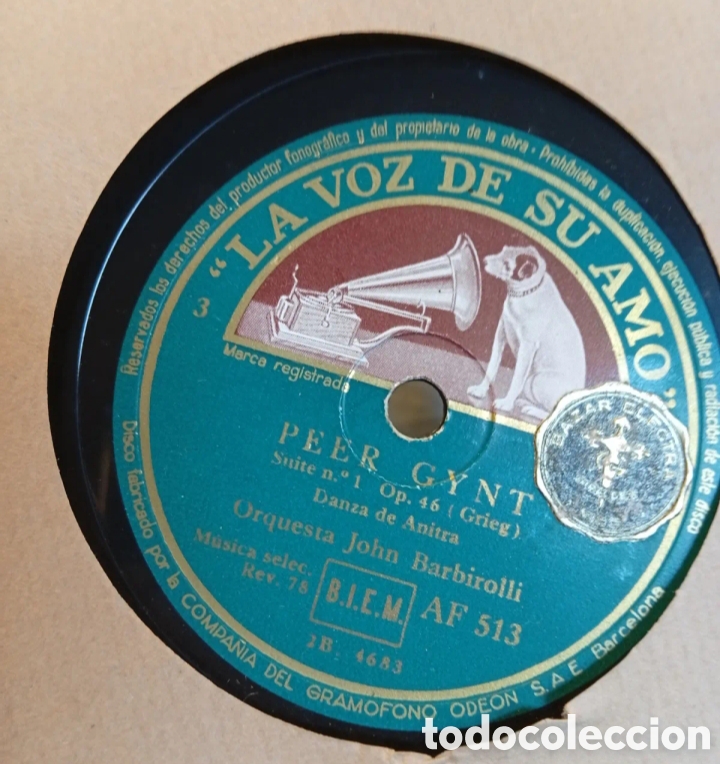 Reservados los derechos del productor fonográfico y del propietario de la obra · Prohibidas la duplicación, ejecución pública y radiación de este disco
"LA VOZ DE SU AMO"
3
Marca registrada
PEER GYNT
Suite n.º 1 Op. 46 (Grieg)
Danza de Anitra
Orquesta John Barbirolli
Música selec.
Rev. 78
B.I.E.M.
AF 513
2B: 4683
Disco fabricado por la COMPAÑIA DEL GRAMOFONO ODEON S.A.E. Barcelona
BAZAR
todocoleccion